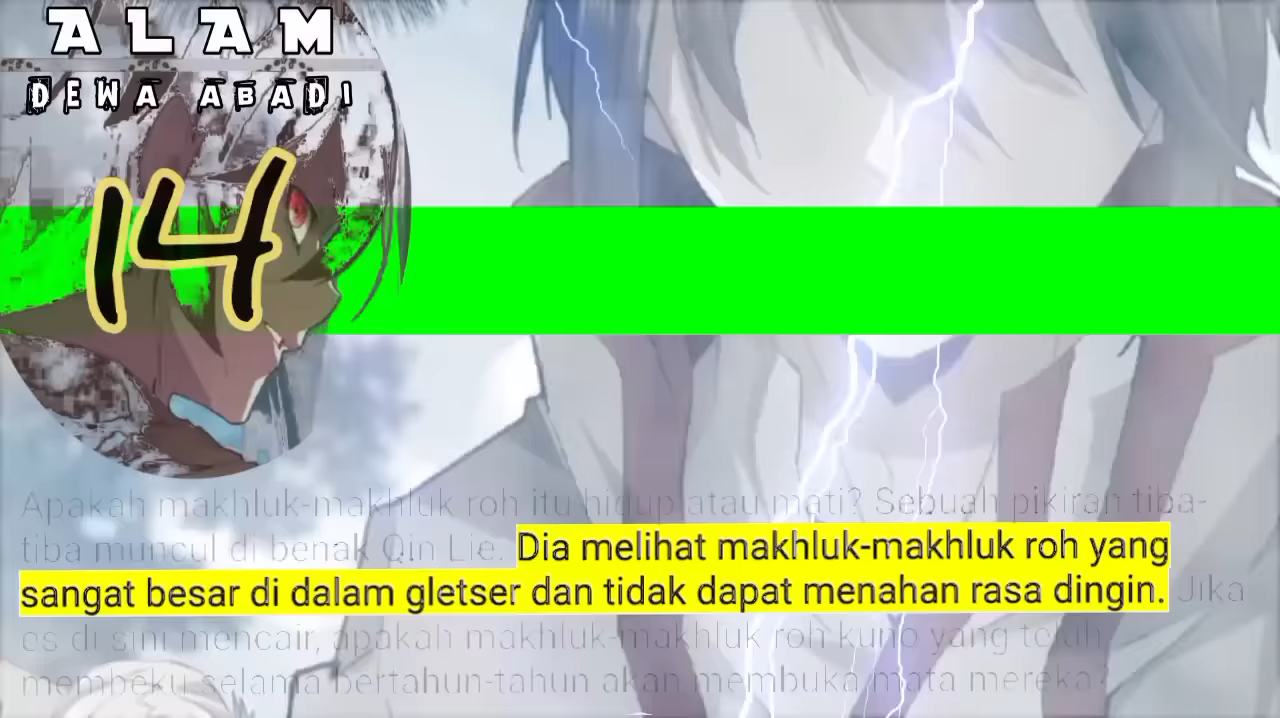 ALAM
DEWA ABADI
14
Apakah makhluk-makhluk roh itu hidup atau mati? Sebuah pikiran tiba-
tiba muncul di benak Qin Lie. Dia melihat makhluk-makhluk roh yang
sangat besar di dalam gletser dan tidak dapat menahan rasa dingin. Jika
es di sini mencair, apakah makhluk-makhluk roh kuno yang telah
membeku selama bertahun-tahun akan membuka mata mereka?